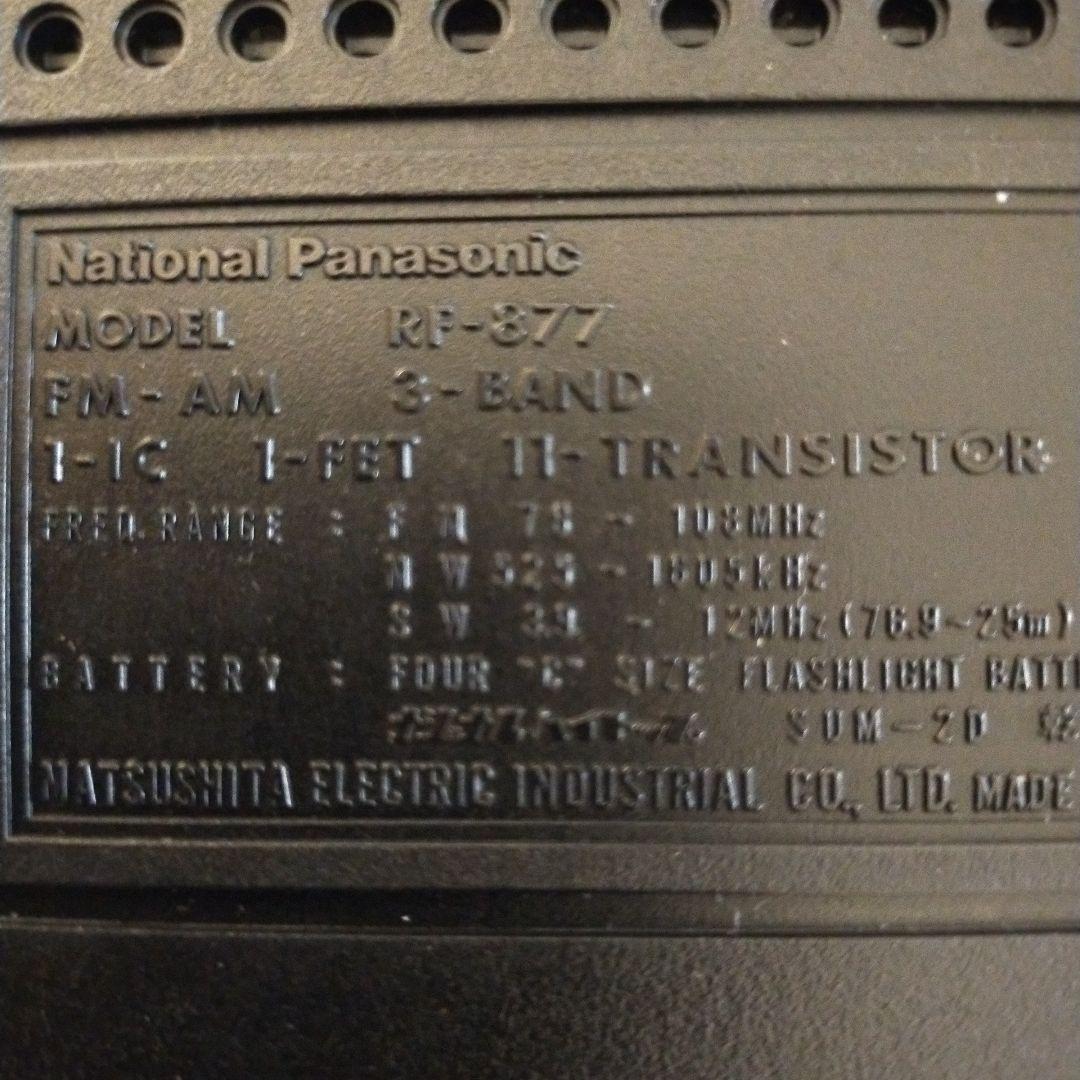 National Panasonic
MODEL RF-877
FM-AM 3-BAND
1-IC 1-FET 11-TRANSISTOR
FREQ. RANGE : FM 76 ~ 108MHz
MW 525 ~ 1605kHz
SW 3.9 ~ 12MHz (76.9~25m)
BATTERY : FOUR "C" SIZE FLASHLIGHT BATTE
SUM-2D
MATSUSHITA ELECTRIC INDUSTRIAL CO., LTD. MADE